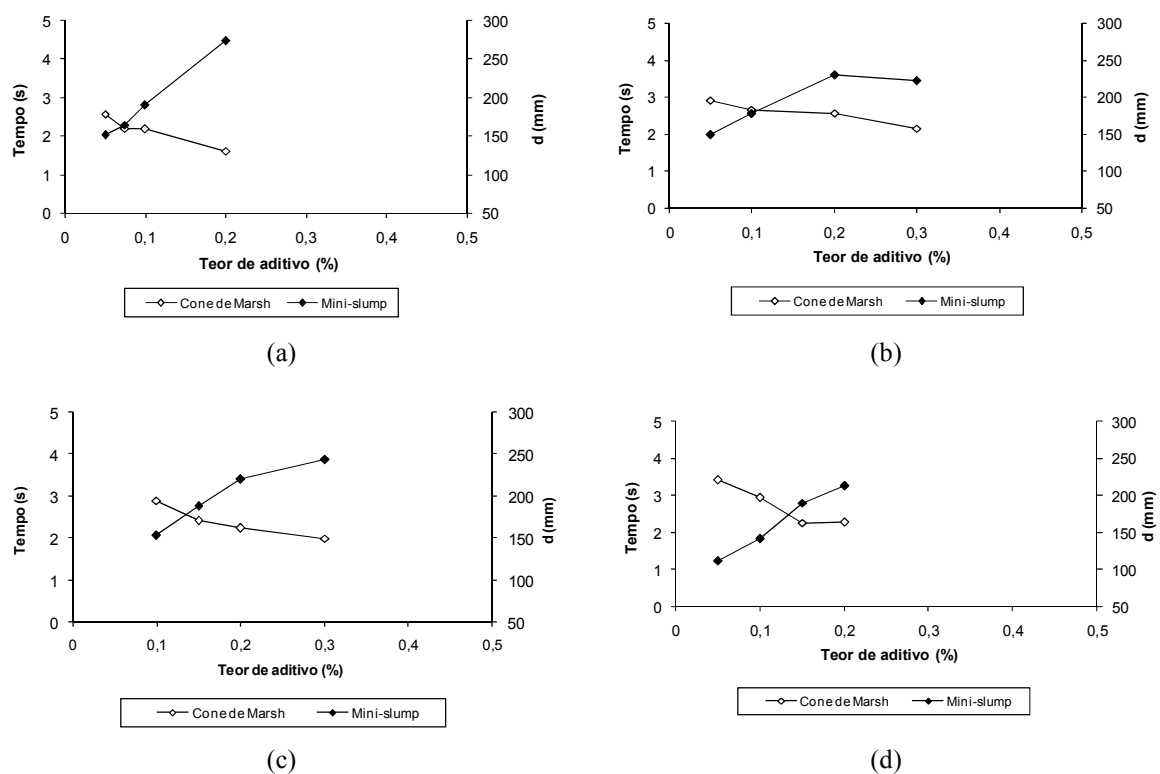 5
4
3
2
1
0
Tempo (s)
300
250
200
150
100
50
d (mm)
0 0,1 0,2 0,3 0,4 0,5
Teor de aditivo (%)
Cone de Marsh Mini-slump
(a)
5
4
3
2
1
0
Tempo (s)
300
250
200
150
100
50
d (mm)
0 0,1 0,2 0,3 0,4 0,5
Teor de aditivo (%)
Cone de Marsh Mini-slump
(b)
5
4
3
2
1
0
Tempo (s)
300
250
200
150
100
50
d (mm)
0 0,1 0,2 0,3 0,4 0,5
Teor de aditivo (%)
Cone de Marsh Mini-slump
(c)
5
4
3
2
1
0
Tempo (s)
300
250
200
150
100
50
d (mm)
0 0,1 0,2 0,3 0,4 0,5
Teor de aditivo (%)
Cone de Marsh Mini-slump
(d)